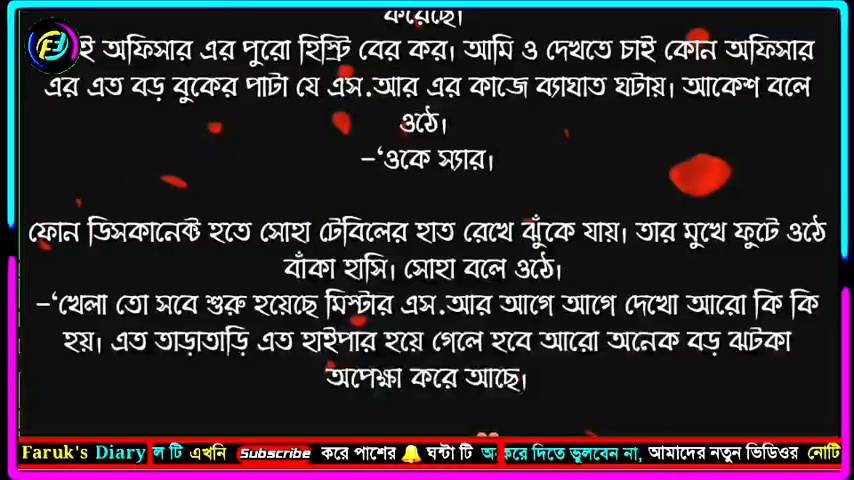 করেছে।
ই অফিসার এর পুরো হিস্ট্রি বের কর। আমি ও দেখতে চাই কোন অফিসার
এর এত বড় বুকের পাটা যে এস.আর এর কাজে ব্যাঘাত ঘটায়। আকেশ বলে
ওঠে।
–‘ওকে স্যার।
ফোন ডিসকানেক্ট হতে সোহা টেবিলের হাত রেখে ঝুঁকে যায়। তার মুখে ফুটে ওঠে
বাঁকা হাসি। সোহা বলে ওঠে।
–‘খেলা তো সবে শুরু হয়েছে মিস্টার এস.আর আগে আগে দেখো আরো কি কি
হয়। এত তাড়াতাড়ি এত হাইপার হয়ে গেলে হবে আরো অনেক বড় ঝটকা
অপেক্ষা করে আছে।
Faruk's Diary ল টি এখনি Subscribe করে পাশের 🔔 ঘন্টা টি অ করে দিতে ভুলবেন না, আমাদের নতুন ভিডিওর নোটি